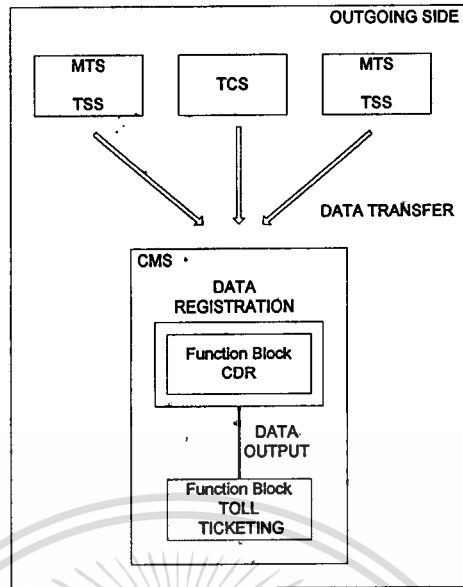 OUTGOING SIDE
MTS
TSS
TCS
MTS
TSS
DATA TRANSFER
CMS
DATA
REGISTRATION
Function Block
CDR
DATA
OUTPUT
Function Block
TOLL
TICKETING